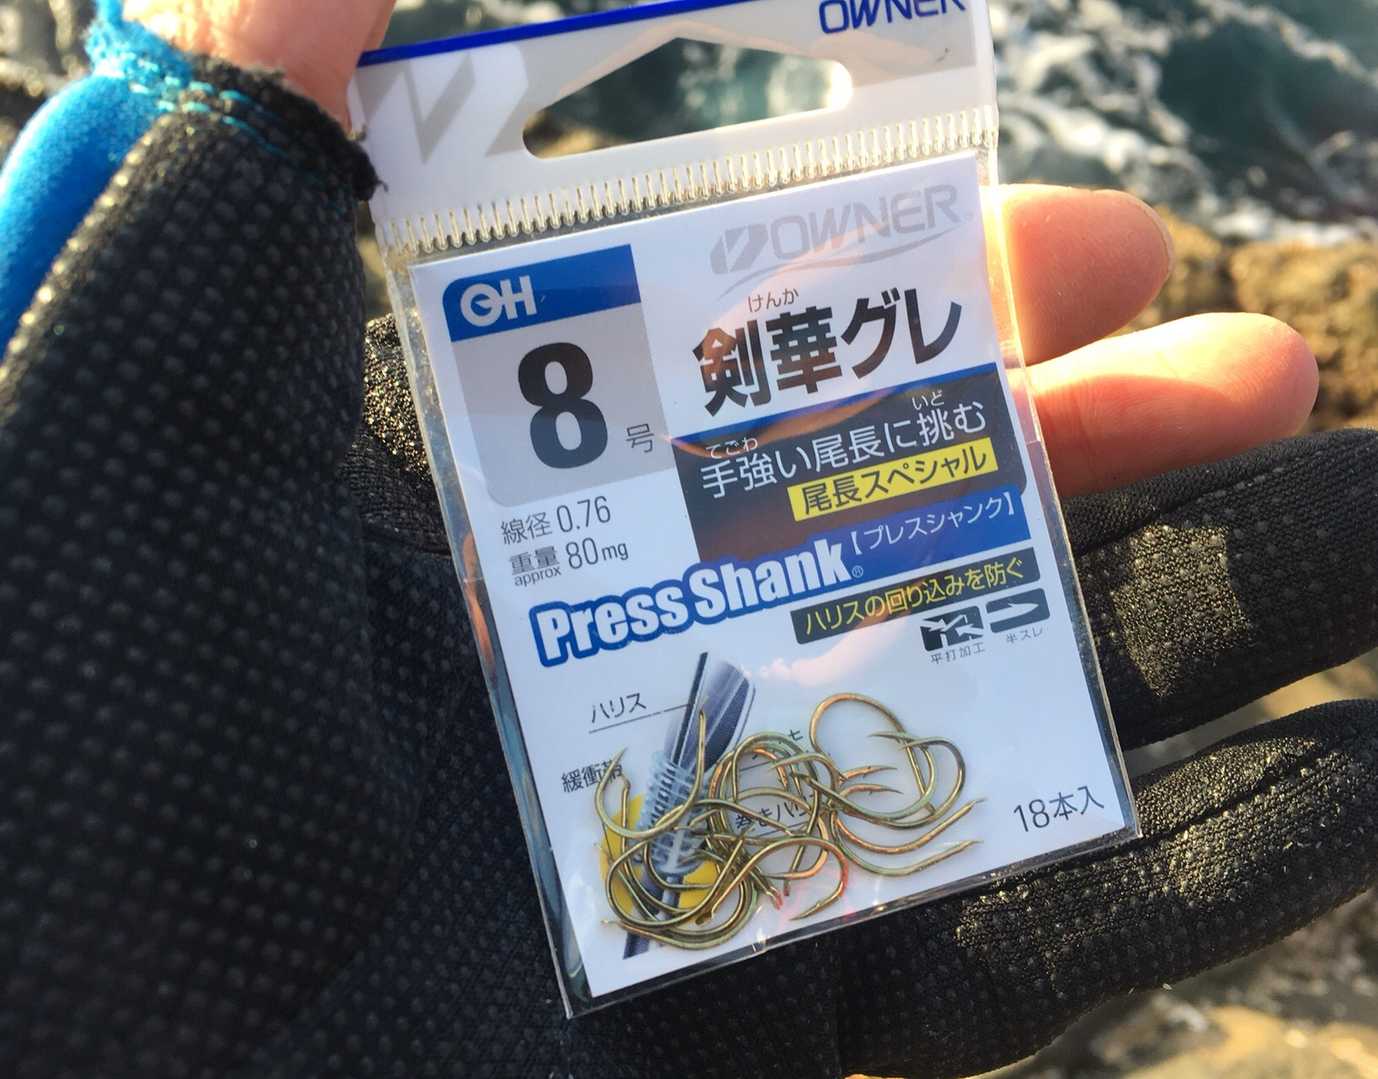 OWNER
OWNER
OH
8号
けんか
剣華グレ
線径 0.76
重量 80mg
approx
てごわ いど
手強い尾長に挑む
尾長スペシャル
PressShank®
【プレスシャンク】
ハリスの回り込みを防ぐ
平打加工
半スレ
ハリス
緩衝帯
18本入